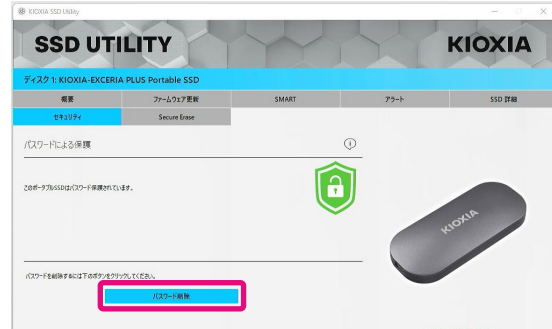 KIOXIA SSD Utility
SSD UTILITY
KIOXIA
ディスク 1: KIOXIA-EXCERIA PLUS Portable SSD
概要 ファームウェア更新 SMART アラート SSD 詳細
セキュリティ Secure Erase
パスワードによる保護
このポータブルSSDはパスワード保護されています。
KIOXIA
パスワードを削除するには下のボタンをクリックしてください。
パスワード削除